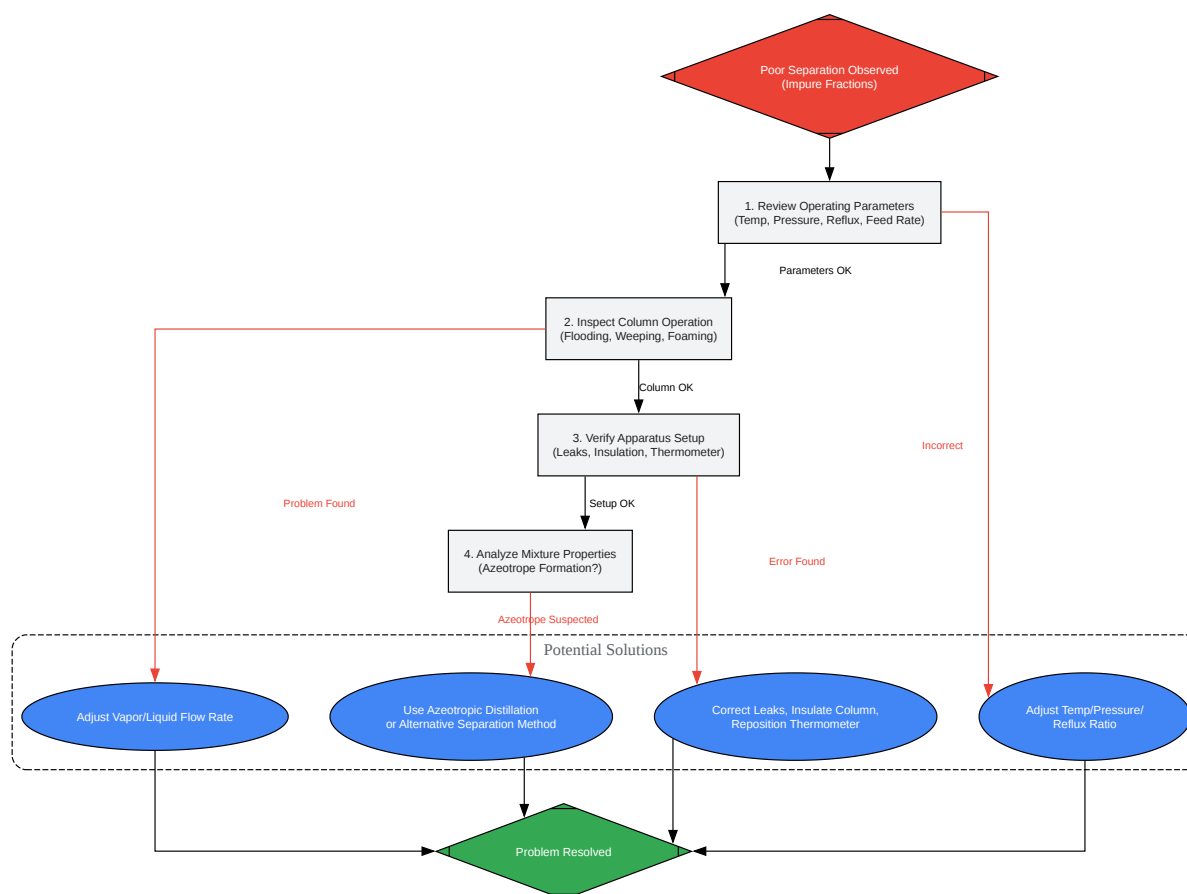 Poor Separation Observed
(Impure Fractions)
1. Review Operating Parameters
(Temp, Pressure, Reflux, Feed Rate)
Parameters OK
2. Inspect Column Operation
(Flooding, Weeping, Foaming)
Column OK
3. Verify Apparatus Setup
(Leaks, Insulation, Thermometer)
Incorrect
Problem Found
Setup OK
4. Analyze Mixture Properties
(Azeotrope Formation?)
Error Found
Azeotrope Suspected
Potential Solutions
Adjust Vapor/Liquid Flow Rate
Use Azeotropic Distillation
or Alternative Separation Method
Correct Leaks, Insulate Column,
Reposition Thermometer
Adjust Temp/Pressure/
Reflux Ratio
Problem Resolved